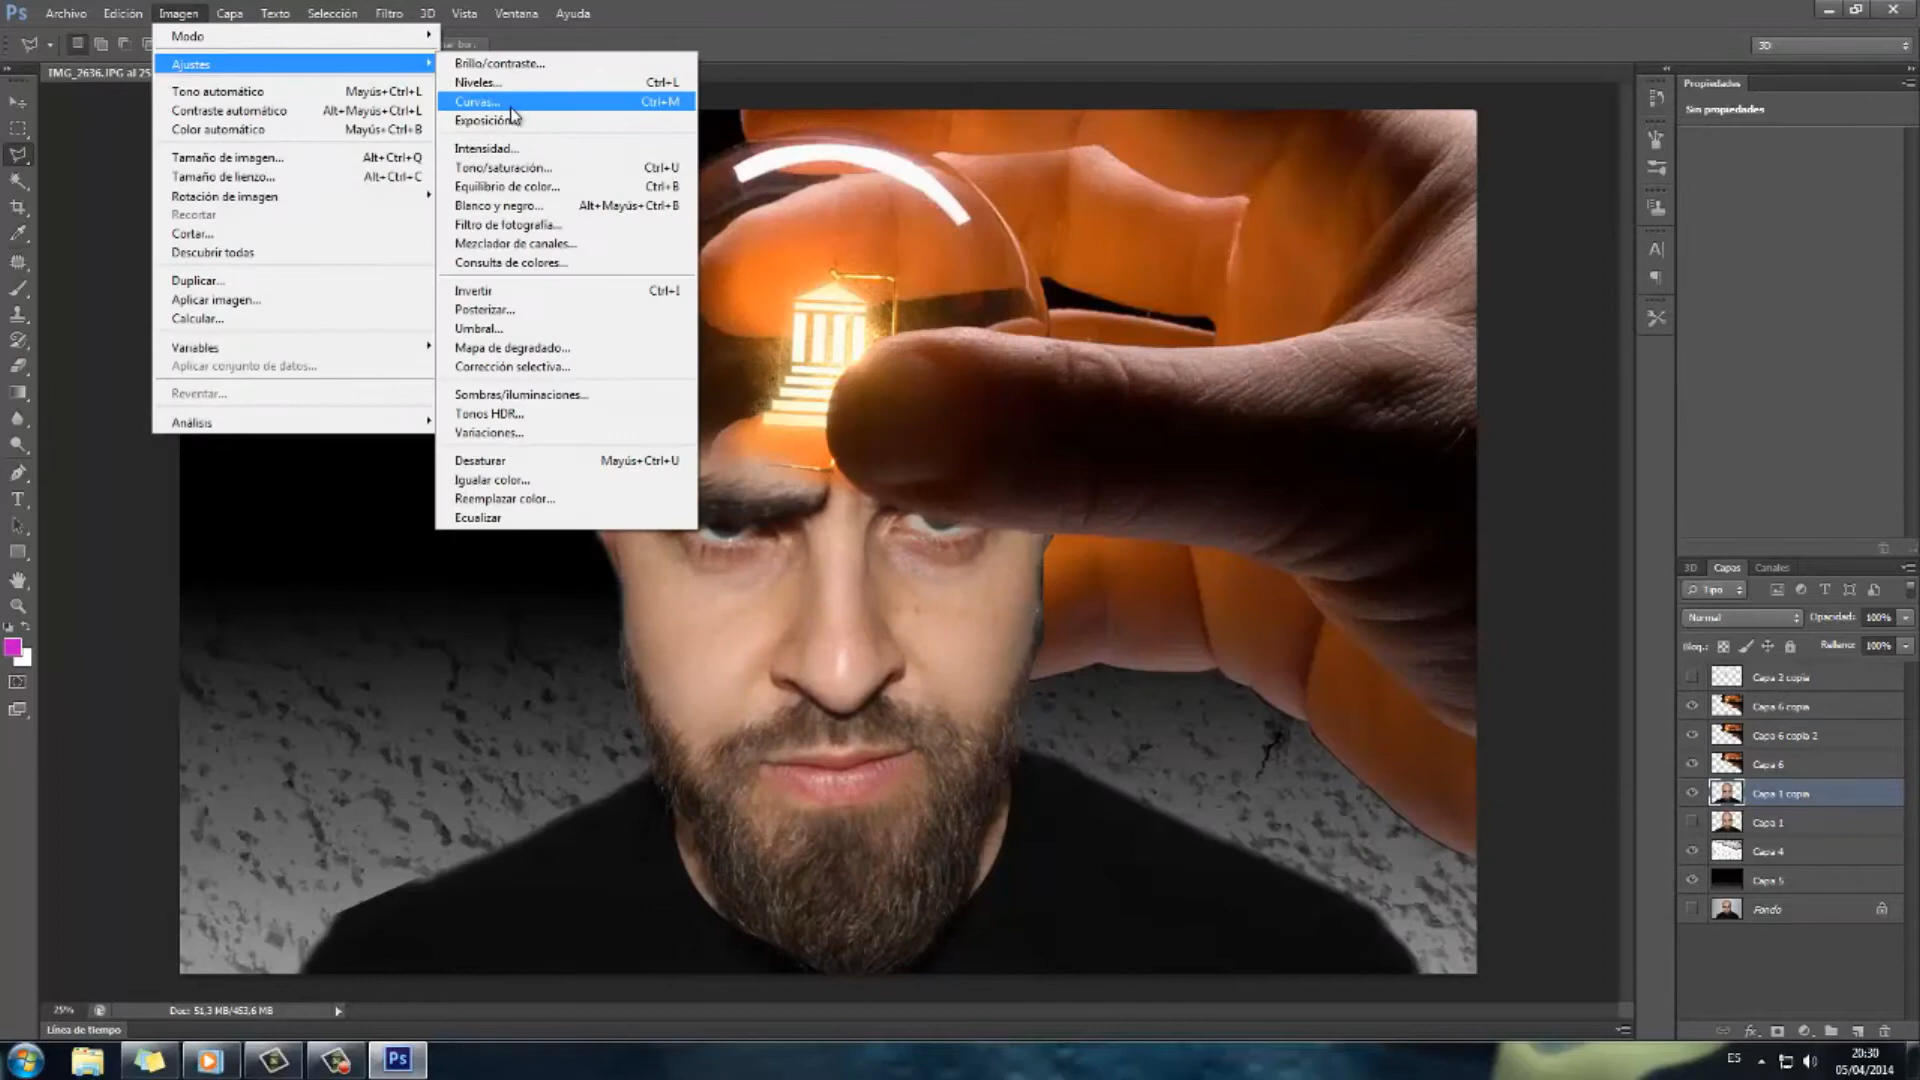 Ps Archivo Edición Imagen Capa Texto Selección Filtro 3D Vista Ventana Ayuda
Modo
Ajustes
Tono automático Mayús+Ctrl+L
Contraste automático Alt+Mayús+Ctrl+L
Color automático Mayús+Ctrl+B
Tamaño de imagen... Alt+Ctrl+Q
Tamaño de lienzo... Alt+Ctrl+C
Rotación de imagen
Recortar
Cortar...
Descubrir todas
Duplicar...
Aplicar imagen...
Calcular...
Variables
Aplicar conjunto de datos...
Reventar...
Análisis
Brillo/contraste...
Niveles... Ctrl+L
Curvas... Ctrl+M
Exposición
Intensidad...
Tono/saturación... Ctrl+U
Equilibrio de color... Ctrl+B
Blanco y negro... Alt+Mayús+Ctrl+B
Filtro de fotografía...
Mezclador de canales...
Consulta de colores...
Invertir Ctrl+I
Posterizar...
Umbral...
Mapa de degradado...
Corrección selectiva...
Sombras/iluminaciones...
Tonos HDR...
Variaciones...
Desaturar Mayús+Ctrl+U
Igualar color...
Reemplazar color...
Ecualizar
bor...
3D
IMG_2636.JPG al 25
Propiedades
Sin propiedades
3D Capas Canales
Tipo
Normal Opacidad: 100%
Bloq.: Relleno: 100%
Capa 2 copia
Capa 6 copia
Capa 6 copia 2
Capa 6
Capa 1 copia
Capa 1
Capa 4
Capa 5
Fondo
25% Doc: 51,3 MB/453,6 MB
Línea de tiempo
Ps
ES
20:30
05/04/2014